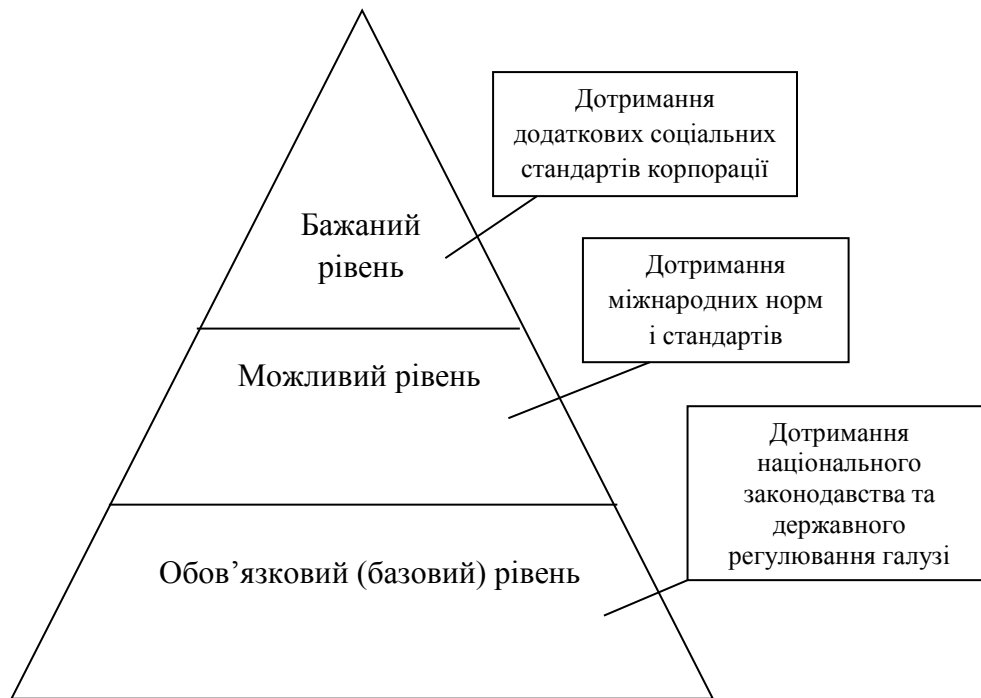 Дотримання
додаткових соціальних
стандартів корпорації
Бажаний
рівень
Дотримання
міжнародних норм
і стандартів
Можливий рівень
Дотримання
національного
законодавства та
державного
регулювання галузі
Обов’язковий (базовий) рівень